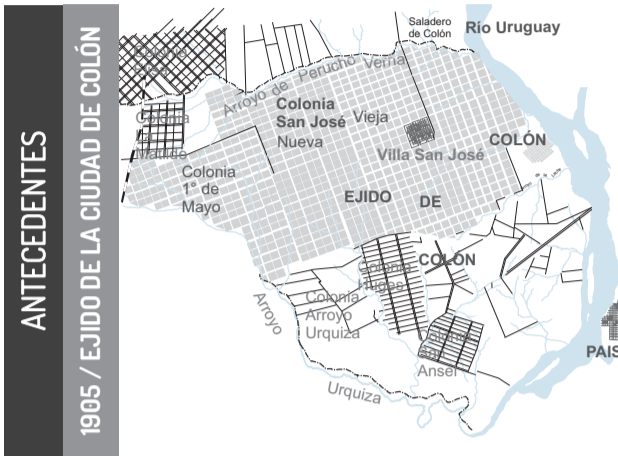 ANTECEDENTES
1905 / EJIDO DE LA CIUDAD DE COLÓN
Saladero
de Colón
Río Uruguay
Arroyo de Perucho Verna
Colonia
San José
Vieja
Nueva
Villa San José
COLÓN
Colonia
Colonia
1° de
Mayo
EJIDO DE
COLÓN
Colonia
Hugues
Colonia
Arroyo
Urquiza
Arroyo
Urquiza
PAIS